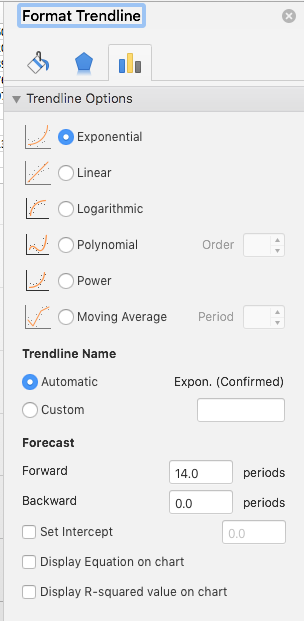 Format Trendline
Trendline Options
Exponential
Linear
Logarithmic
Polynomial Order
Power
Moving Average Period
Trendline Name
Automatic Expon. (Confirmed)
Custom
Forecast
Forward 14.0 periods
Backward 0.0 periods
Set Intercept 0.0
Display Equation on chart
Display R-squared value on chart